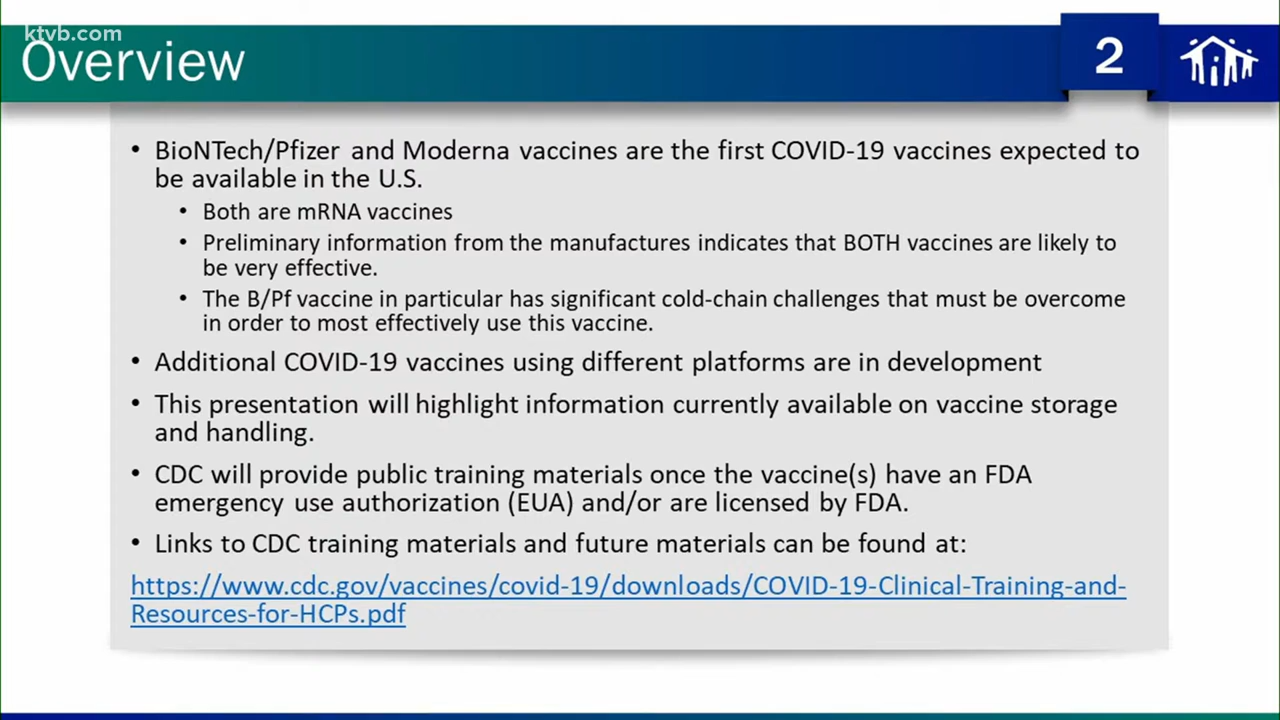 ktvb.com
Overview
2
• BioNTech/Pfizer and Moderna vaccines are the first COVID-19 vaccines expected to
be available in the U.S.
• Both are mRNA vaccines
• Preliminary information from the manufactures indicates that BOTH vaccines are likely to
be very effective.
• The B/Pf vaccine in particular has significant cold-chain challenges that must be overcome
in order to most effectively use this vaccine.
• Additional COVID-19 vaccines using different platforms are in development
• This presentation will highlight information currently available on vaccine storage
and handling.
• CDC will provide public training materials once the vaccine(s) have an FDA
emergency use authorization (EUA) and/or are licensed by FDA.
• Links to CDC training materials and future materials can be found at:
https://www.cdc.gov/vaccines/covid-19/downloads/COVID-19-Clinical-Training-and-
Resources-for-HCPs.pdf